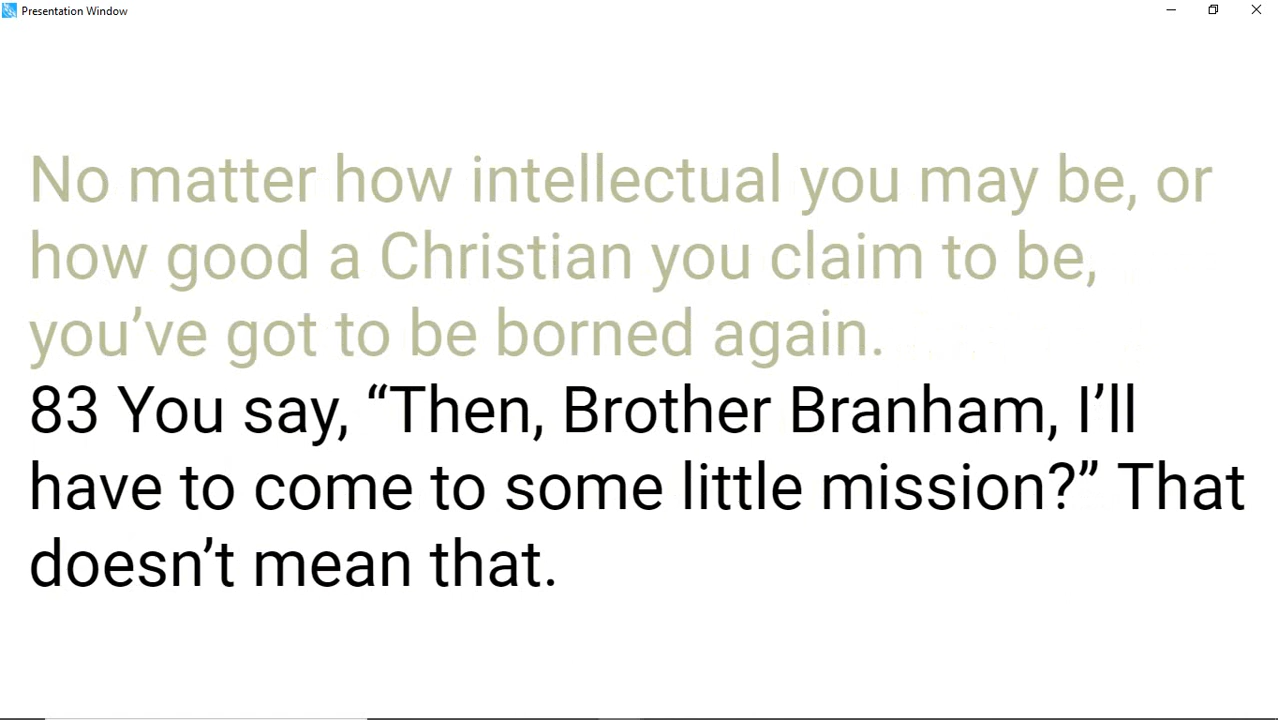 Presentation Window
No matter how intellectual you may be, or
how good a Christian you claim to be,
you’ve got to be borned again.
83 You say, “Then, Brother Branham, I’ll
have to come to some little mission?” That
doesn’t mean that.